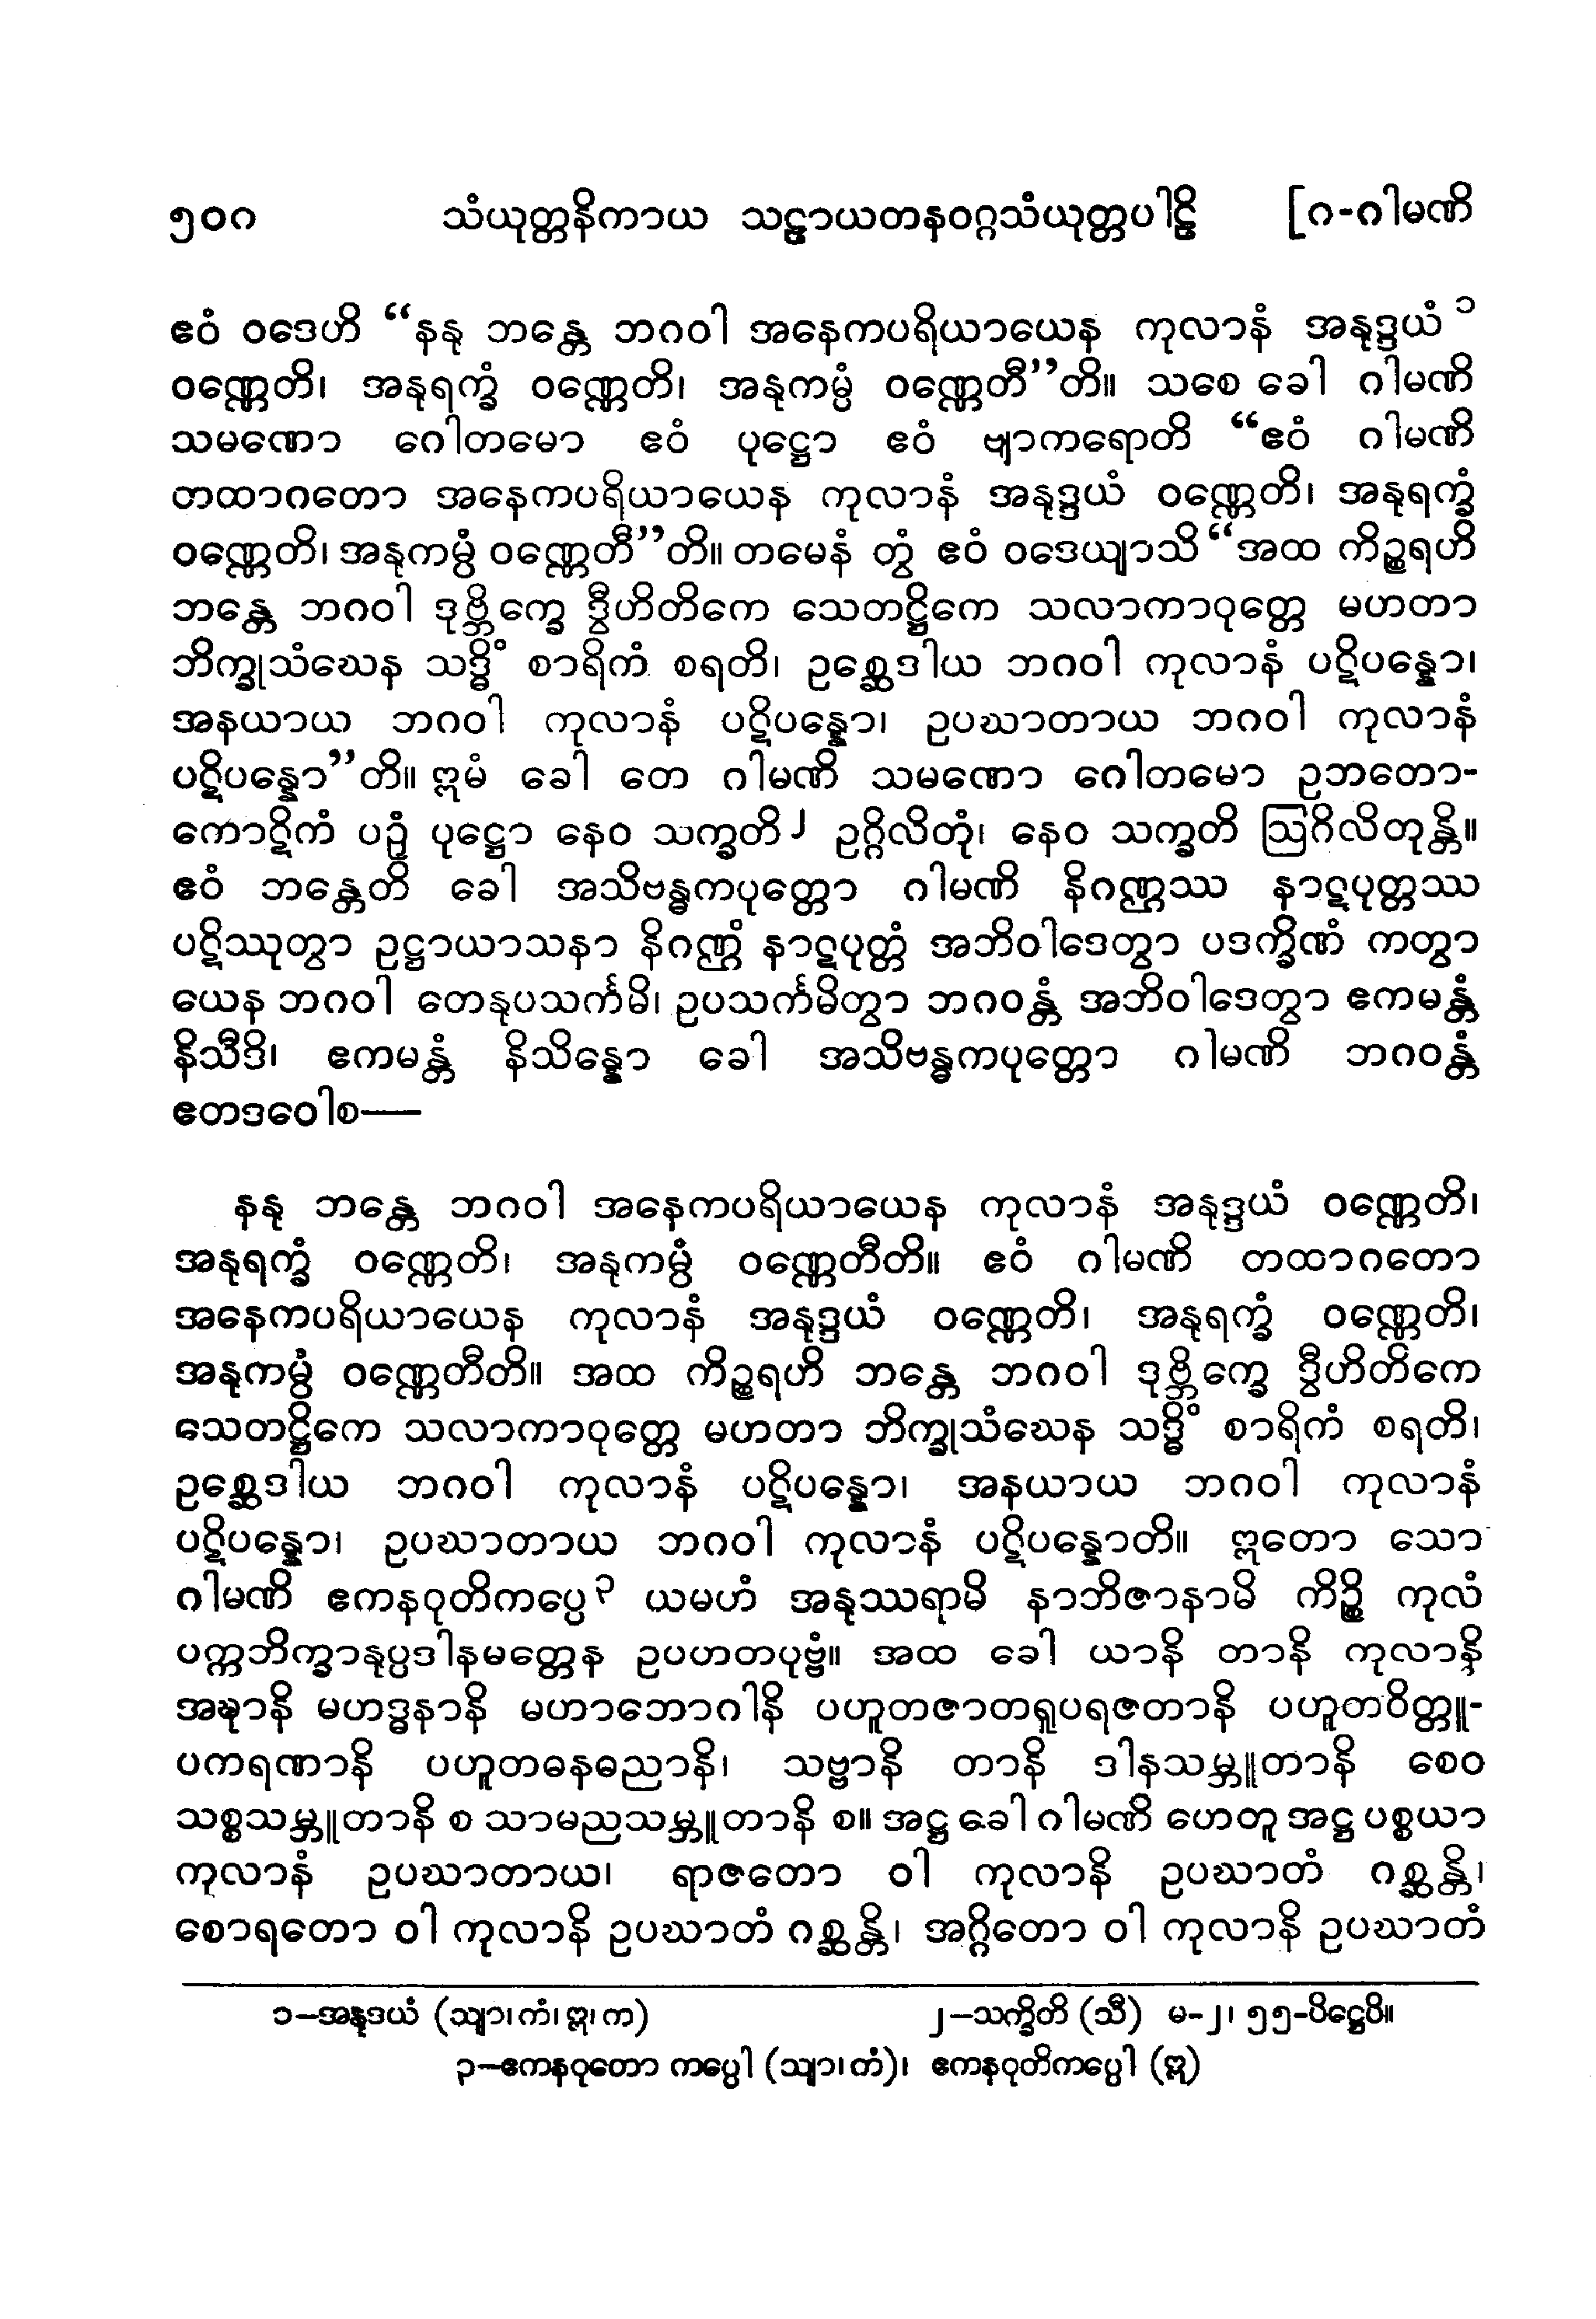 ၅၀၈ သံယုတ္တနိကာယ သဠာယတနဝဂ္ဂသံယုတ္တပါဠိ [၈-ဂါမဏိ
ဧဝံ ဝဒေဟိ “နနု ဘန္တေ ဘဂဝါ အနေကပရိယာယေန ကုလာနံ အနုဒ္ဒယံ ၁
ဝဏ္ဏေတိ၊ အနုရက္ခံ ဝဏ္ဏေတိ၊ အနုကမ္ပံ ဝဏ္ဏေတီ”တိ။ သစေ ခေါ ဂါမဏိ
သမဏော ဂေါတမော ဧဝံ ပုဋ္ဌော ဧဝံ ဗျာကရောတိ “ဧဝံ ဂါမဏိ
တထာဂတော အနေကပရိယာယေန ကုလာနံ အနုဒ္ဒယံ ဝဏ္ဏေတိ၊ အနုရက္ခံ
ဝဏ္ဏေတိ၊ အနုကမ္ပံ ဝဏ္ဏေတီ”တိ။ တမေနံ တွံ ဧဝံ ဝဒေယျာသိ “အထ ကိဉ္စရဟိ
ဘန္တေ ဘဂဝါ ဒုဗ္ဘိက္ခေ ဒွီဟိတိကေ သေတဋ္ဌိကေ သလာကာဝုတ္တေ မဟတာ
ဘိက္ခုသံဃေန သဒ္ဓိံ စာရိကံ စရတိ၊ ဥစ္ဆေဒါယ ဘဂဝါ ကုလာနံ ပဋိပန္နော၊
အနယာယ ဘဂဝါ ကုလာနံ ပဋိပန္နော၊ ဥပဃာတာယ ဘဂဝါ ကုလာနံ
ပဋိပန္နော”တိ။ ဣမံ ခေါ တေ ဂါမဏိ သမဏော ဂေါတမော ဥဘတော-
ကောဋိကံ ပဉှံ ပုဋ္ဌော နေဝ သက္ခတိ ၂ ဥဂ္ဂိလိတုံ၊ နေဝ သက္ခတိ ဩဂိလိတုန္တိ။
ဧဝံ ဘန္တေတိ ခေါ အသိဗန္ဓကပုတ္တော ဂါမဏိ နိဂဏ္ဌဿ နာဋပုတ္တဿ
ပဋိဿုတွာ ဥဋ္ဌာယာသနာ နိဂဏ္ဌံ နာဋပုတ္တံ အဘိဝါဒေတွာ ပဒက္ခိဏံ ကတွာ
ယေန ဘဂဝါ တေနုပသင်္ကမိ၊ ဥပသင်္ကမိတွာ ဘဂဝန္တံ အဘိဝါဒေတွာ ဧကမန္တံ
နိသီဒိ၊ ဧကမန္တံ နိသိန္နော ခေါ အသိဗန္ဓကပုတ္တော ဂါမဏိ ဘဂဝန္တံ
ဧတဒဝေါစ—
နနု ဘန္တေ ဘဂဝါ အနေကပရိယာယေန ကုလာနံ အနုဒ္ဒယံ ဝဏ္ဏေတိ၊
အနုရက္ခံ ဝဏ္ဏေတိ၊ အနုကမ္ပံ ဝဏ္ဏေတီတိ။ ဧဝံ ဂါမဏိ တထာဂတော
အနေကပရိယာယေန ကုလာနံ အနုဒ္ဒယံ ဝဏ္ဏေတိ၊ အနုရက္ခံ ဝဏ္ဏေတိ၊
အနုကမ္ပံ ဝဏ္ဏေတီတိ။ အထ ကိဉ္စရဟိ ဘန္တေ ဘဂဝါ ဒုဗ္ဘိက္ခေ ဒွီဟိတိကေ
သေတဋ္ဌိကေ သလာကာဝုတ္တေ မဟတာ ဘိက္ခုသံဃေန သဒ္ဓိံ စာရိကံ စရတိ၊
ဥစ္ဆေဒါယ ဘဂဝါ ကုလာနံ ပဋိပန္နော၊ အနယာယ ဘဂဝါ ကုလာနံ
ပဋိပန္နော၊ ဥပဃာတာယ ဘဂဝါ ကုလာနံ ပဋိပန္နောတိ။ ဣတော သော
ဂါမဏိ ဧကနဝုတိကပ္ပေ ၃ ယမဟံ အနုဿရာမိ နာဘိဇာနာမိ ကိဉ္စိ ကုလံ
ပက္ကဘိက္ခာနုပ္ပဒါနမတ္တေန ဥပဟတပုဗ္ဗံ။ အထ ခေါ ယာနိ တာနိ ကုလာနိ
အဍ္ဎာနိ မဟဒ္ဓနာနိ မဟာဘောဂါနိ ပဟူတဇာတရူပရဇတာနိ ပဟူတဝိတ္တူ-
ပကရဏာနိ ပဟူတဓနဓညာနိ၊ သဗ္ဗာနိ တာနိ ဒါနသမ္ဘူတာနိ စေဝ
သစ္စသမ္ဘူတာနိ စ သာမညသမ္ဘူတာနိ စ။ အဋ္ဌ ခေါ ဂါမဏိ ဟေတူ အဋ္ဌ ပစ္စယာ
ကုလာနံ ဥပဃာတာယ၊ ရာဇတော ဝါ ကုလာနိ ဥပဃာတံ ဂစ္ဆန္တိ၊
စောရတော ဝါ ကုလာနိ ဥပဃာတံ ဂစ္ဆန္တိ၊ အဂ္ဂိတော ဝါ ကုလာနိ ဥပဃာတံ
၁–အနုဒယံ (သျာ၊ ကံ၊ ဣ၊ က) ၂–သက္ခိတိ (သီ) မ-၂၊ ၅၅-ပိဋ္ဌေပိ။
၃–ဧကနဝုတော ကပ္ပေါ (သျာ၊ ကံ)၊ ဧကနဝုတိကပ္ပေါ (ဣ)